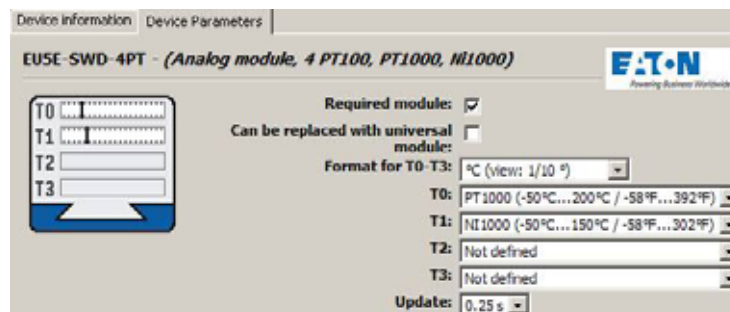 Device information Device Parameters
EU5E-SWD-4PT - (Analog module, 4 PT100, PT1000, Ni1000)
EATON
Powering Business Worldwide
T0
T1
T2
T3
Required module:
Can be replaced with universal
module:
Format for T0-T3: °C (view: 1/10 °)
T0: PT1000 (-50°C...200°C / -58°F...392°F)
T1: NI1000 (-50°C...150°C / -58°F...302°F)
T2: Not defined
T3: Not defined
Update: 0.25 s